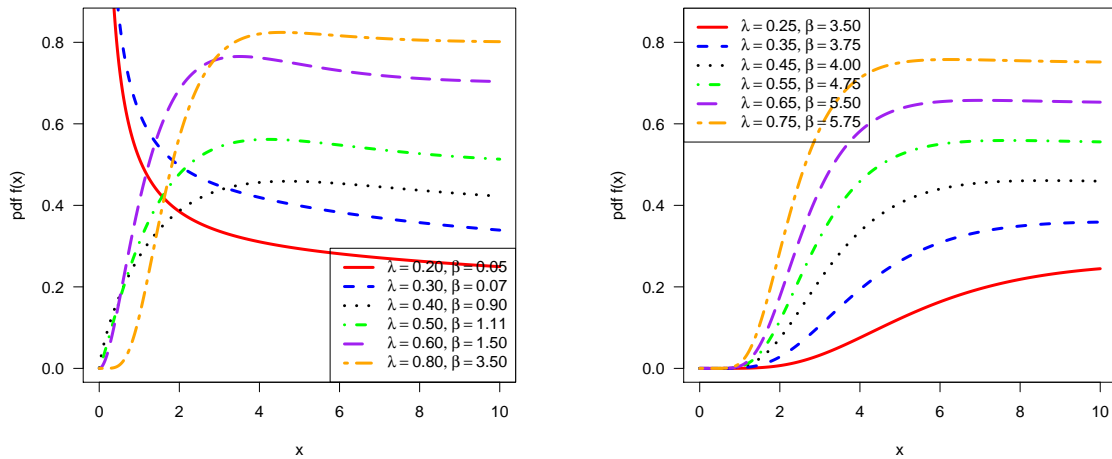 pdf f(x)
0.8
0.6
0.4
0.2
0.0
λ = 0.20, β = 0.05
λ = 0.30, β = 0.07
λ = 0.40, β = 0.90
λ = 0.50, β = 1.11
λ = 0.60, β = 1.50
λ = 0.80, β = 3.50
0 2 4 6 8 10
x
pdf f(x)
0.8
0.6
0.4
0.2
0.0
λ = 0.25, β = 3.50
λ = 0.35, β = 3.75
λ = 0.45, β = 4.00
λ = 0.55, β = 4.75
λ = 0.65, β = 5.50
λ = 0.75, β = 5.75
0 2 4 6 8 10
x